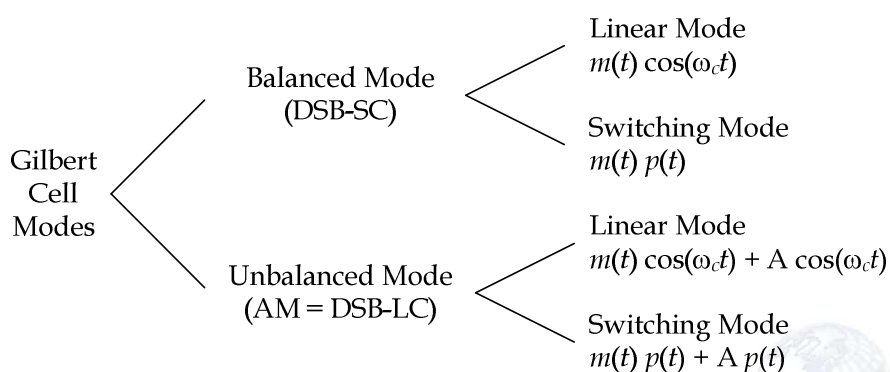 Gilbert
Cell
Modes
Balanced Mode
(DSB-SC)
Linear Mode
m(t) cos(ω_c t)
Switching Mode
m(t) p(t)
Unbalanced Mode
(AM = DSB-LC)
Linear Mode
m(t) cos(ω_c t) + A cos(ω_c t)
Switching Mode
m(t) p(t) + A p(t)